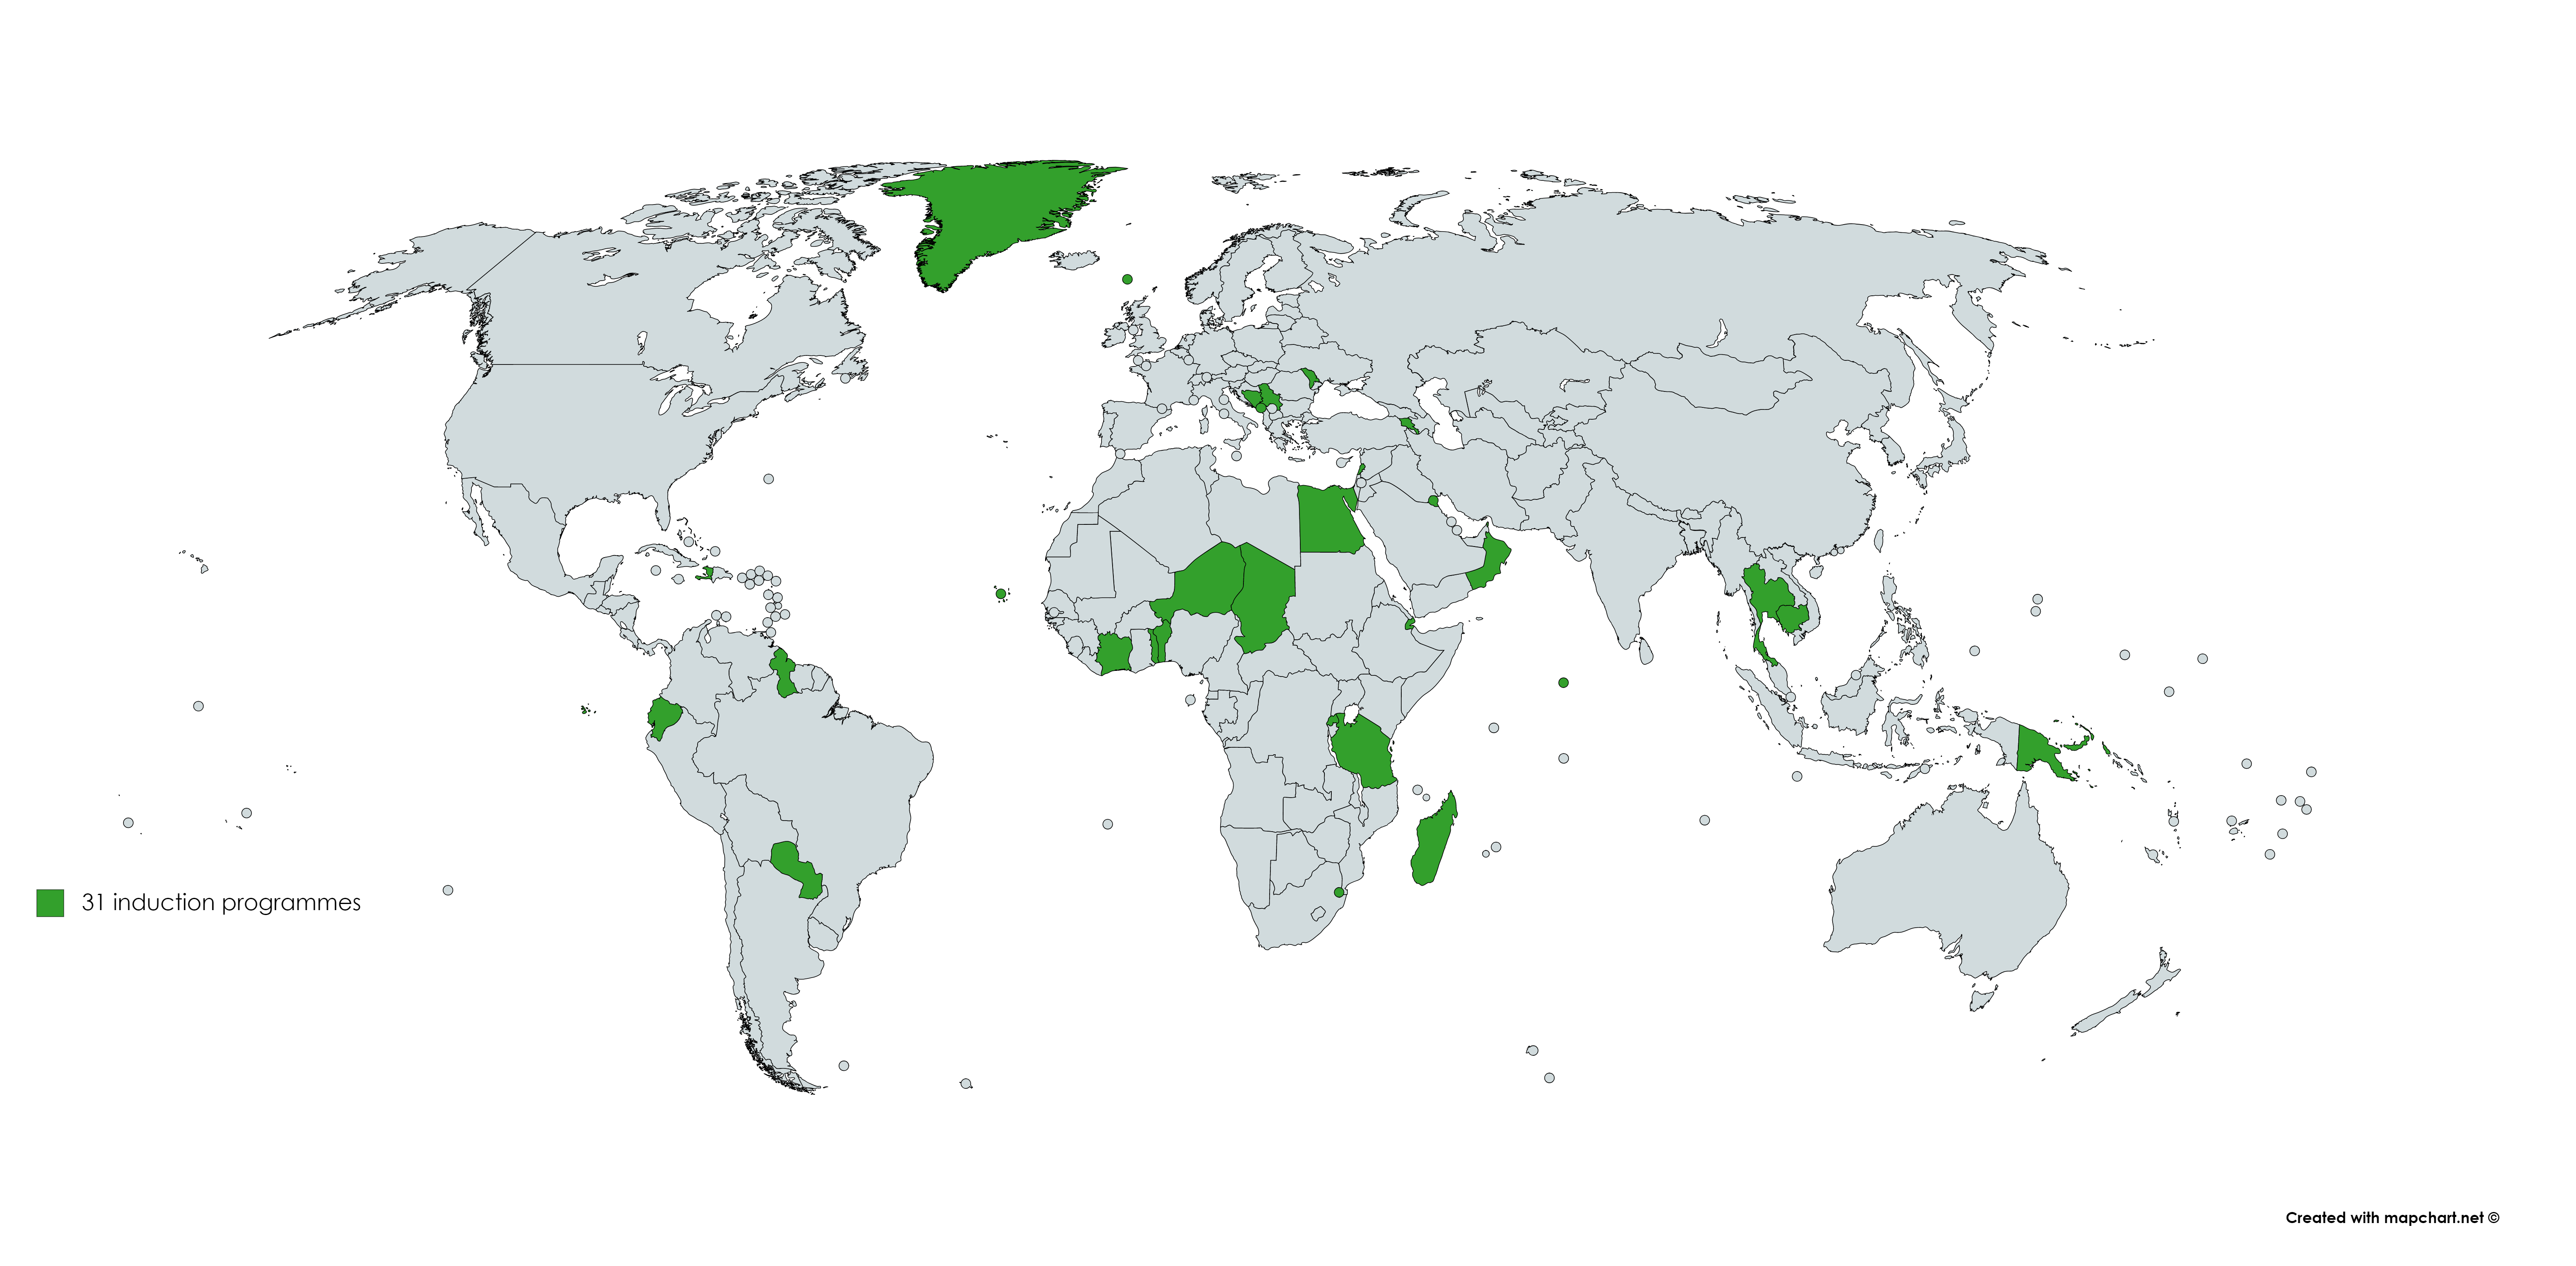 31 induction programmes
Created with mapchart.net ©